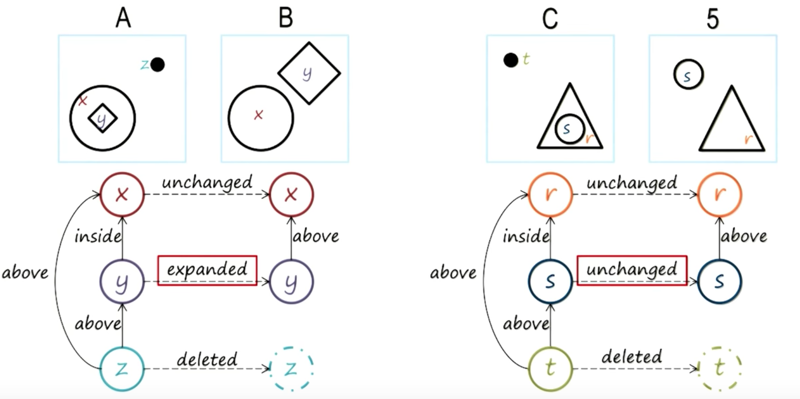 A B C 5
z t
y s
x y x s r r
x unchanged x r unchanged r
inside above inside above
above above
y expanded y s unchanged s
above above
z deleted z t deleted t